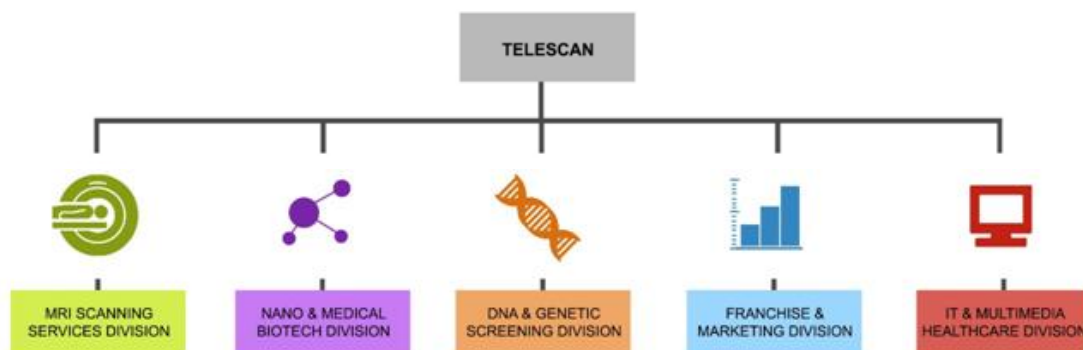 TELESCAN
MRI SCANNING
SERVICES DIVISION
NANO & MEDICAL
BIOTECH DIVISION
DNA & GENETIC
SCREENING DIVISION
FRANCHISE &
MARKETING DIVISION
IT & MULTIMEDIA
HEALTHCARE DIVISION